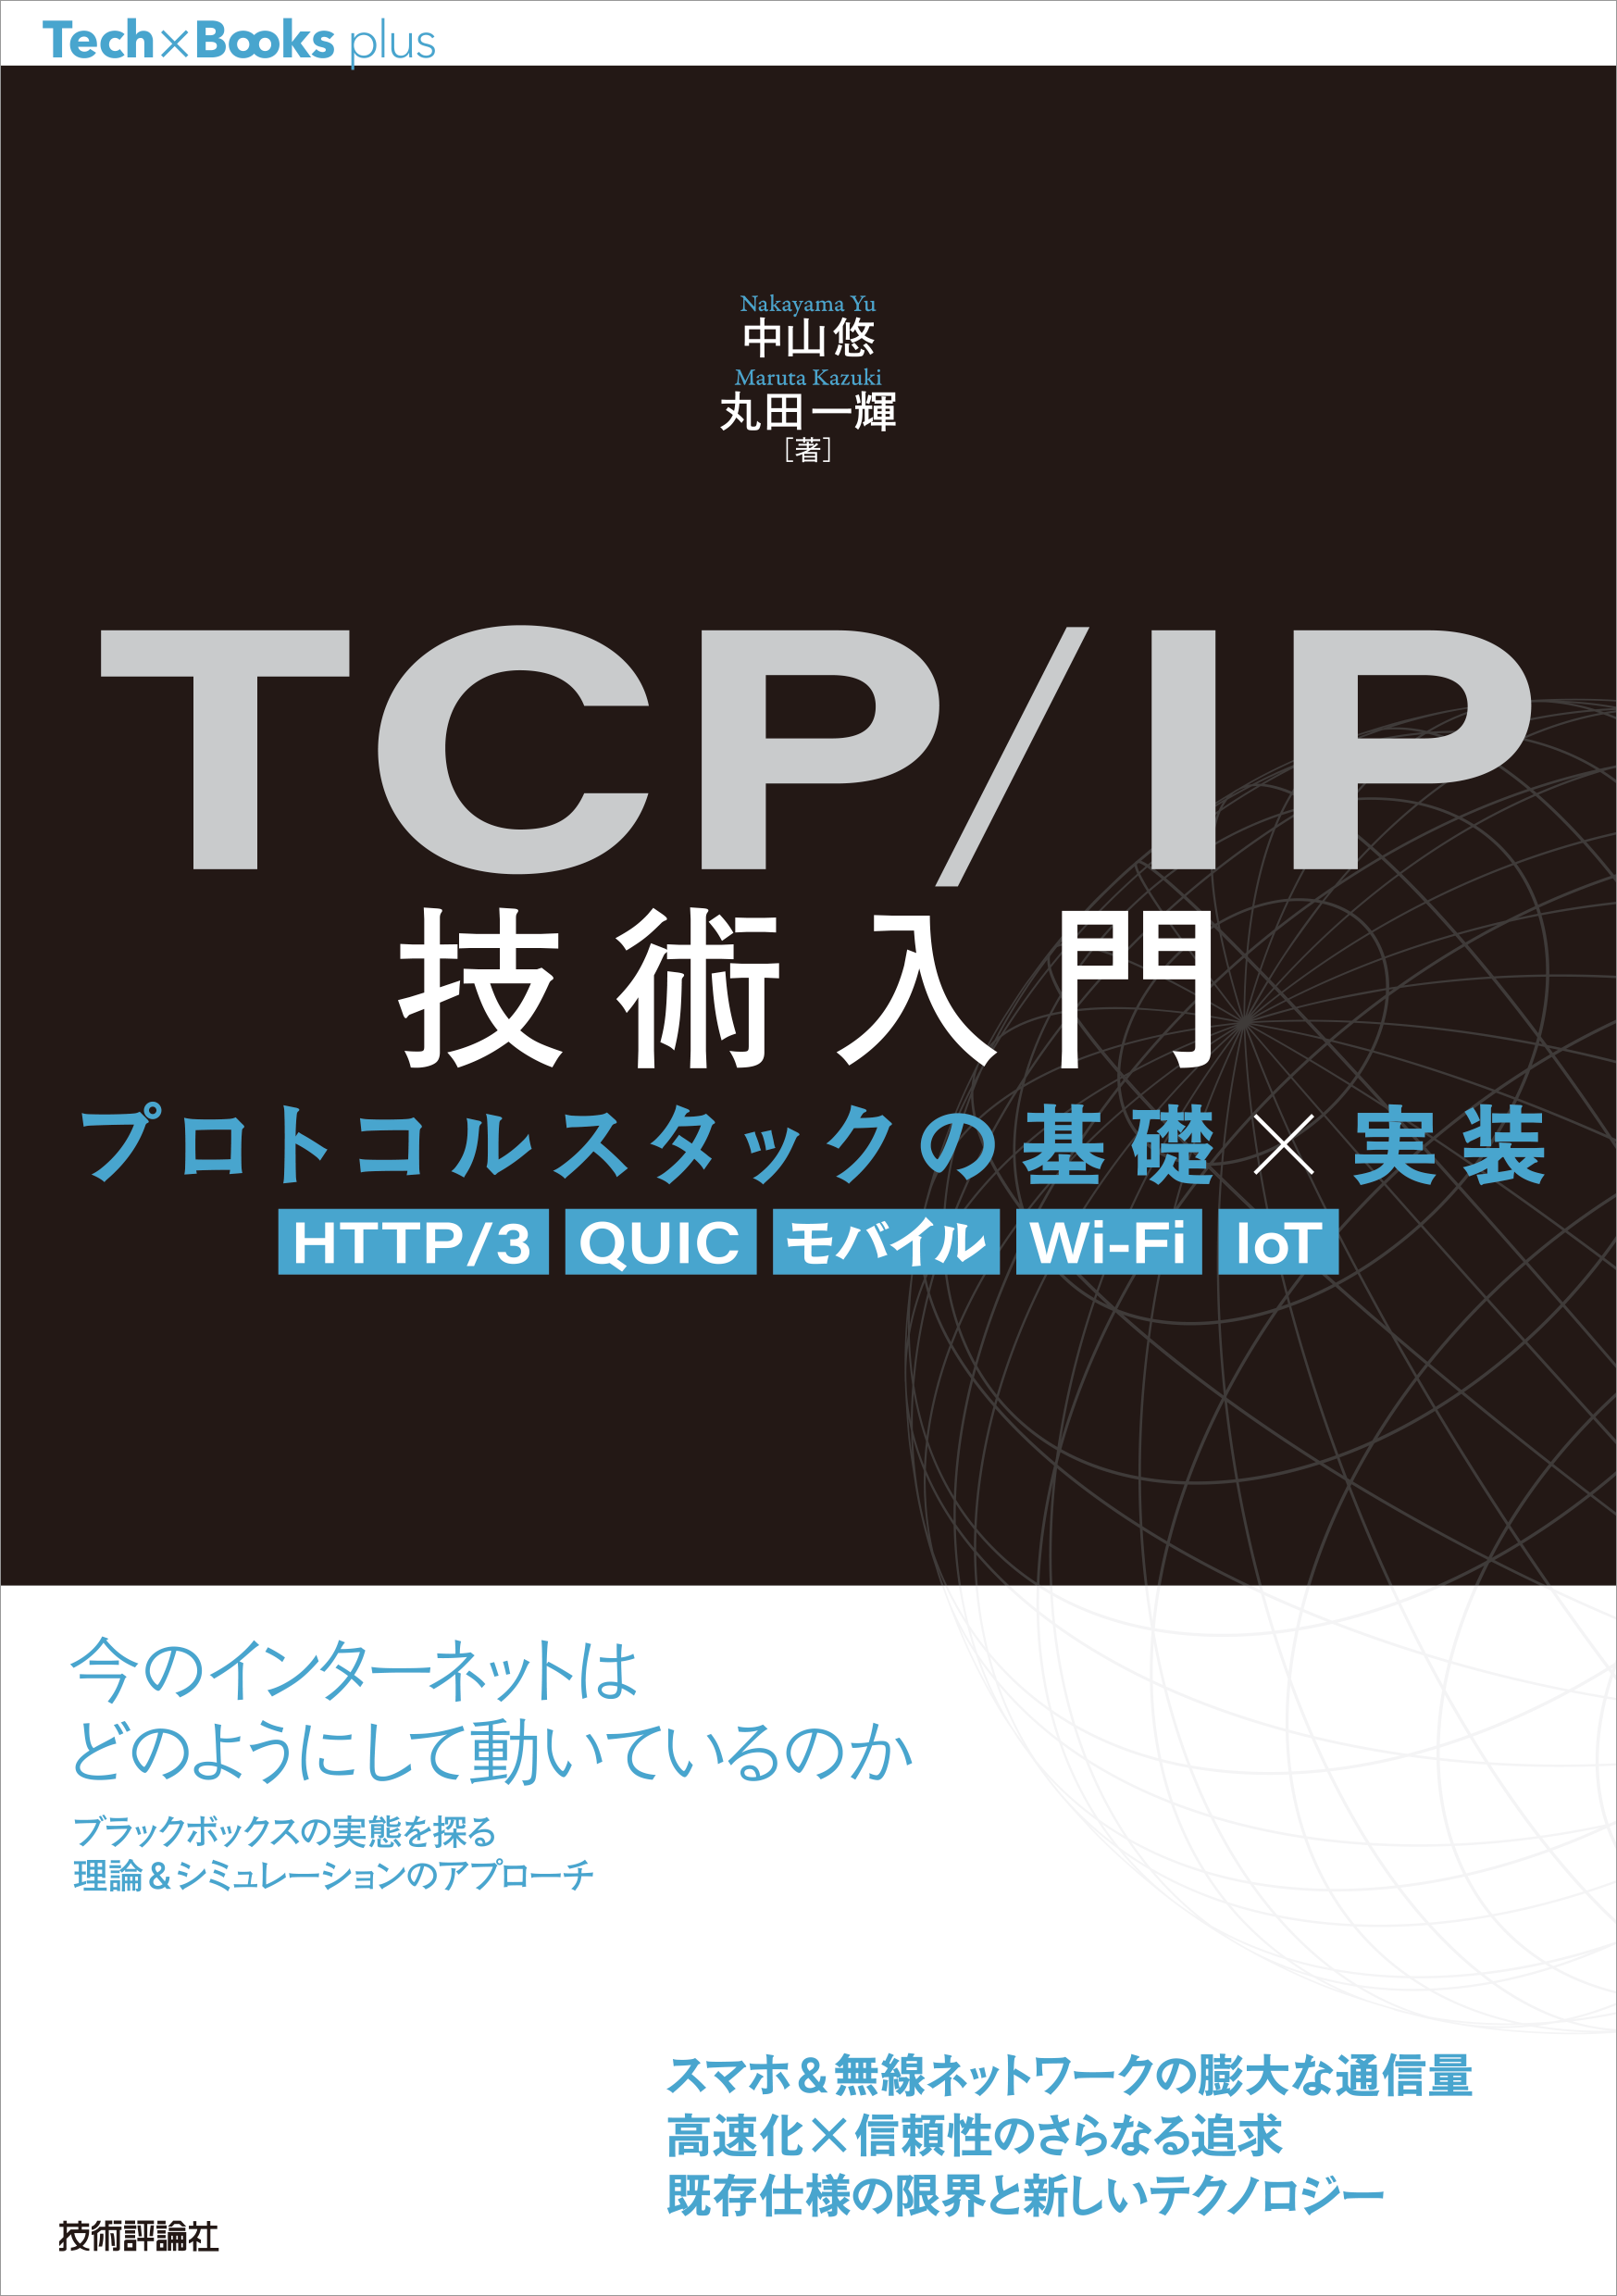 Tech×Books plus
Nakayama Yu
中山悠
Maruta Kazuki
丸田一輝
[著]
TCP/IP
技術入門
プロトコルスタックの基礎×実装
HTTP/3 QUIC モバイル Wi-Fi IoT
今のインターネットは
どのようにして動いているのか
ブラックボックスの実態を探る
理論&シミュレーションのアプローチ
スマホ&無線ネットワークの膨大な通信量
高速化×信頼性のさらなる追求
既存仕様の限界と新しいテクノロジー
技術評論社